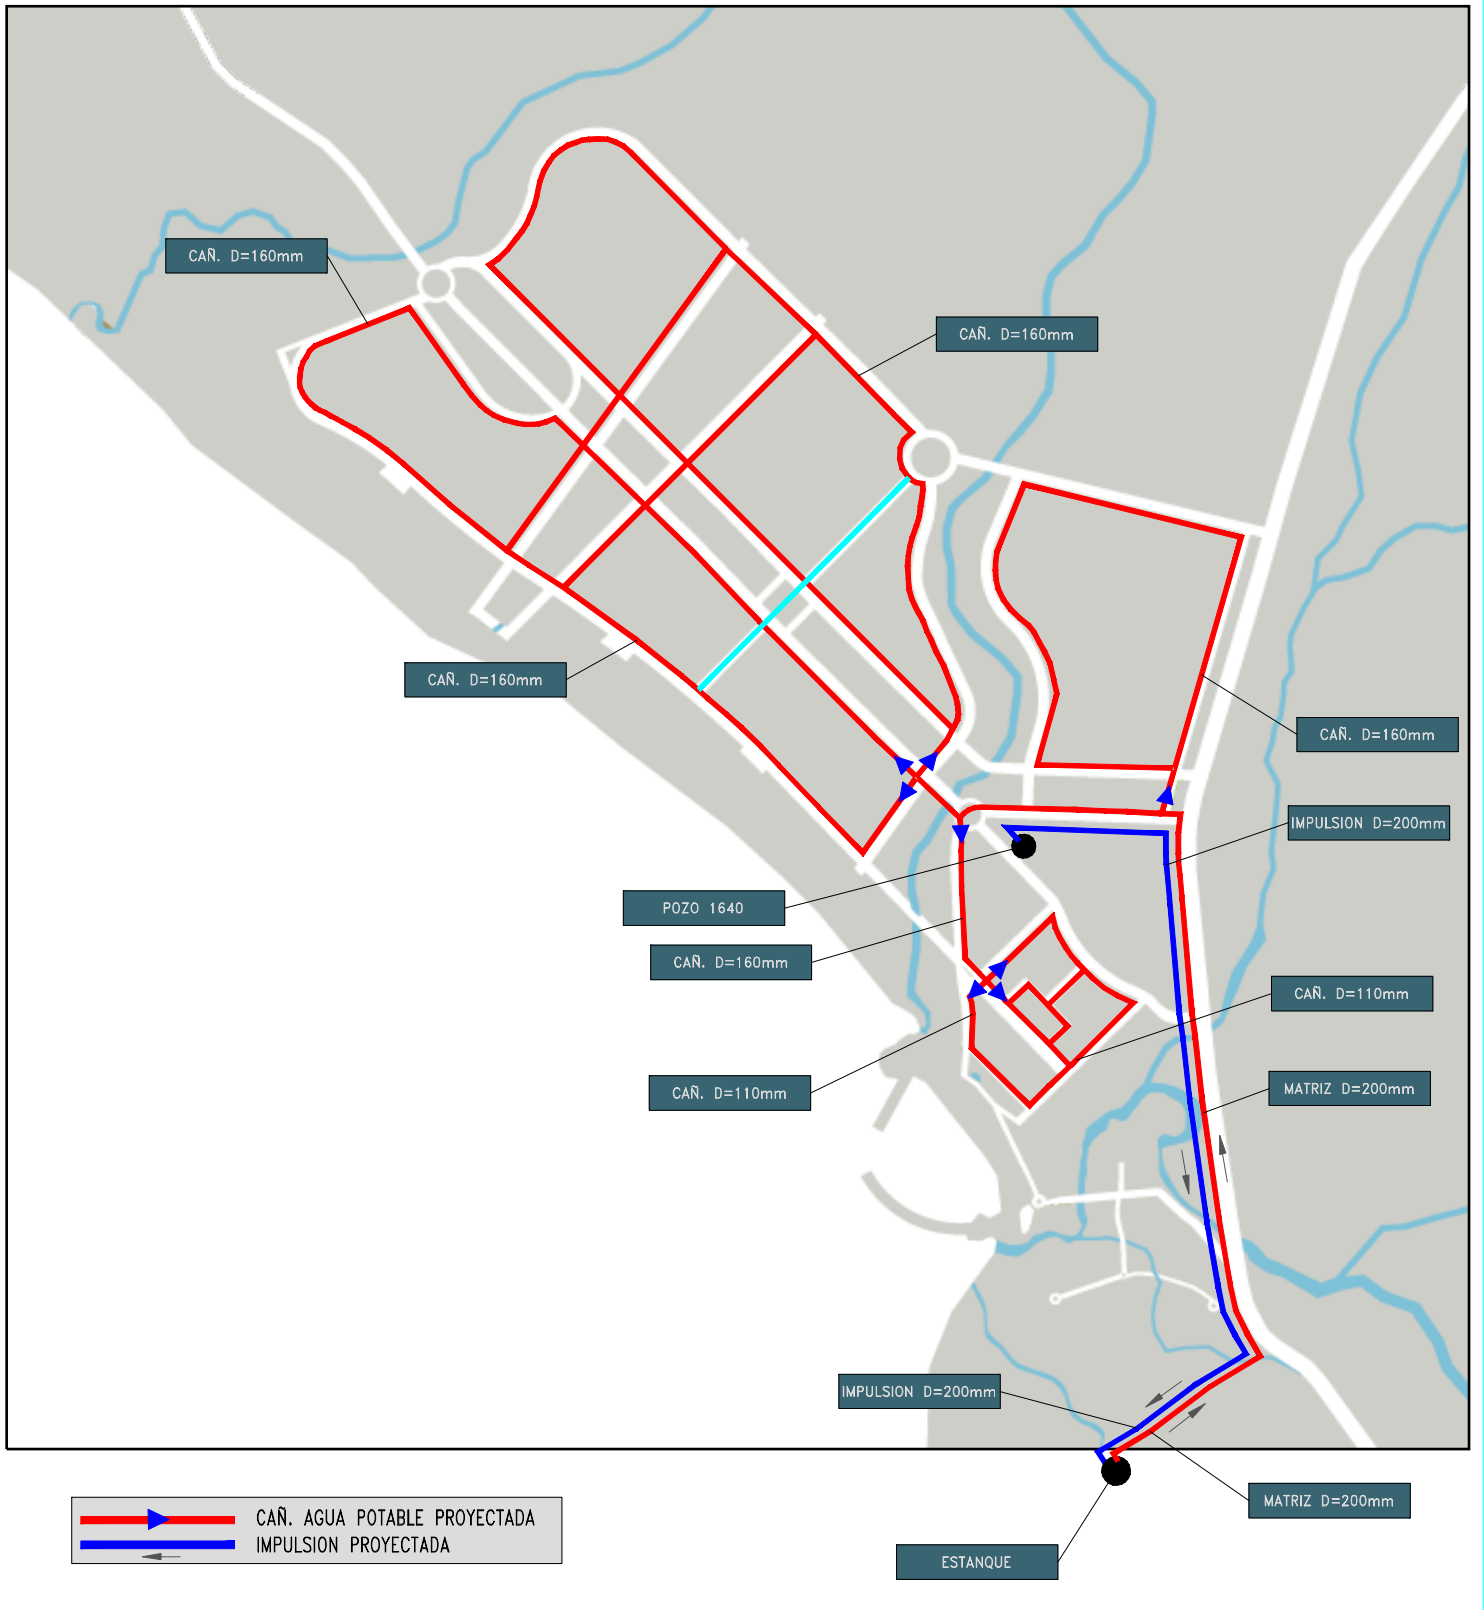 CAÑ. D=160mm
CAÑ. D=160mm
CAÑ. D=160mm
CAÑ. D=160mm
IMPULSION D=200mm
POZO 1640
CAÑ. D=160mm
CAÑ. D=110mm
CAÑ. D=110mm
MATRIZ D=200mm
IMPULSION D=200mm
MATRIZ D=200mm
CAÑ. AGUA POTABLE PROYECTADA
IMPULSION PROYECTADA
ESTANQUE